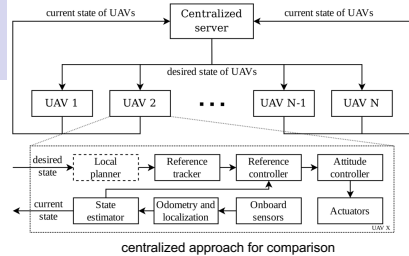 current state of UAVs
Centralized
server
current state of UAVs
desired state of UAVs
UAV 1
UAV 2
UAV N-1
UAV N
desired
state
Local
planner
Reference
tracker
Reference
controller
Attitude
controller
current
state
State
estimator
Odometry and
localization
Onboard
sensors
Actuators
UAV X
centralized approach for comparison